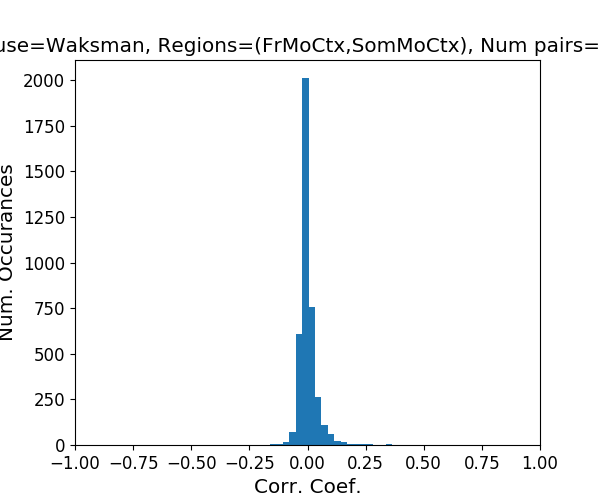 use=Waksman, Regions=(FrMoCtx,SomMoCtx), Num pairs=
2000
1750
1500
1250
1000
750
500
250
0
Num. Occurances
−1.00 −0.75 −0.50 −0.25 0.00 0.25 0.50 0.75 1.00
Corr. Coef.